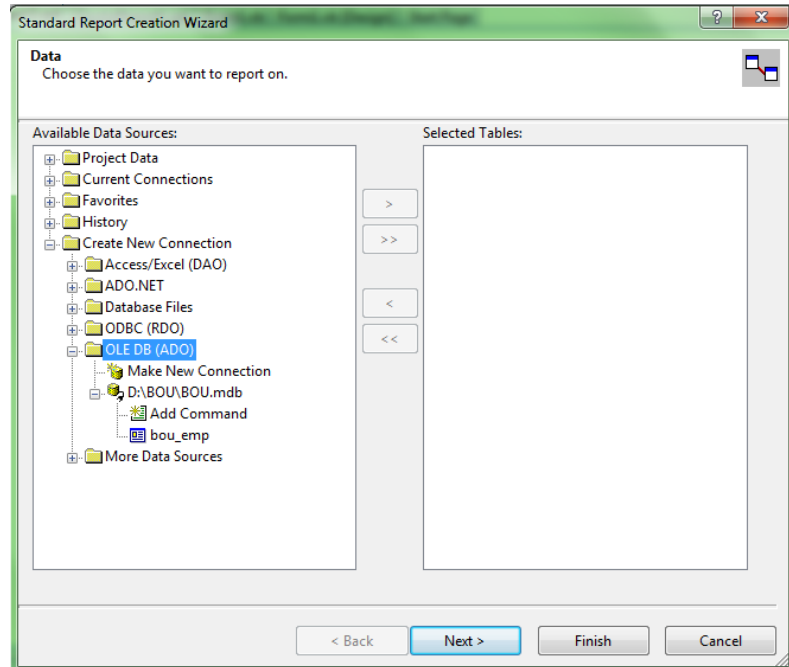 Standard Report Creation Wizard
Data
Choose the data you want to report on.
Available Data Sources:
Selected Tables:
Project Data
Current Connections
Favorites
History
Create New Connection
Access/Excel (DAO)
ADO.NET
Database Files
ODBC (RDO)
OLE DB (ADO)
Make New Connection
D:\BOU\BOU.mdb
Add Command
bou_emp
More Data Sources
>
>>
<
<<
< Back
Next >
Finish
Cancel